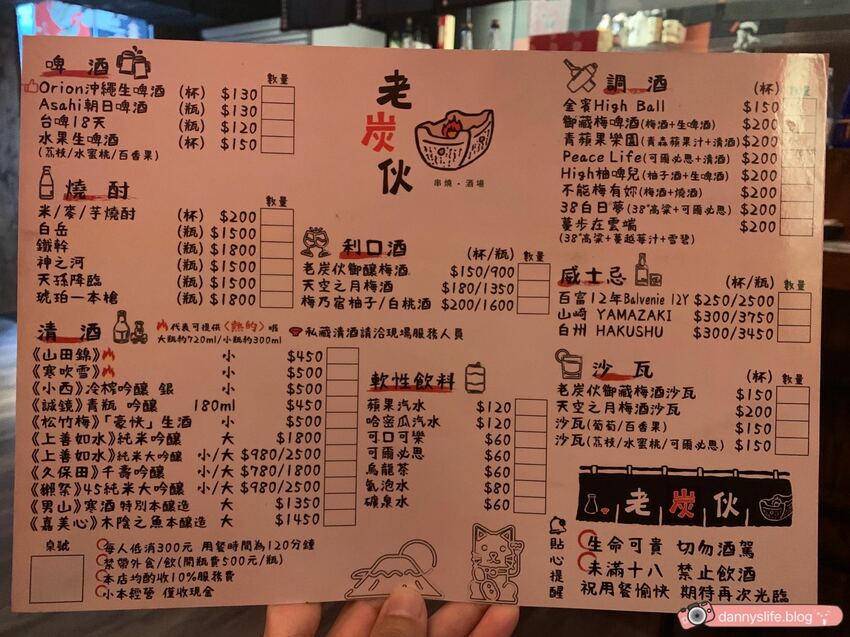 啤酒
數量
Orion沖繩生啤酒 (杯) $130
Asahi朝日啤酒 (瓶) $130
台啤18天 (瓶) $120
水果生啤酒 (杯) $150
(荔枝/水蜜桃/百香果)
燒酎
數量
米/麥/芋燒酎 (杯) $200
白岳 (瓶) $1500
鐵幹 (瓶) $1800
神之河 (瓶) $1500
天孫降臨 (瓶) $1500
琥珀一本槍 (瓶) $1800
老炭伙
串燒·酒場
利口酒
(杯/瓶) 數量
老炭伙御釀梅酒 $150/900
天空之月梅酒 $180/1350
梅乃宿柚子/白桃酒 $200/1600
清酒
代表可提供〈熱的〉喔
大瓶約720ml/小瓶約300ml
私藏清酒請洽現場服務人員
《山田錦》 小 $450
《寒吹雪》 小 $500
《小西》冷榨吟釀 銀 小 $500
《誠鏡》青瓶 吟釀 180ml $450
《松竹梅》「豪快」生酒 小 $500
《上善如水》純米吟釀 大 $1800
《上善如水》純米大吟釀 小/大 $980/2500
《久保田》千壽吟釀 小/大 $780/1800
《獺祭》45純米大吟釀 小/大 $980/2500
《男山》寒酒 特別本釀造 大 $1350
《嘉美心》木陰之魚本釀造 大 $1450
軟性飲料
蘋果汽水 $120
哈密瓜汽水 $120
可口可樂 $60
可爾必思 $60
烏龍茶 $60
氣泡水 $80
礦泉水 $60
調酒
(杯) 數量
金賓High Ball $150
御藏梅啤酒(梅酒+生啤酒) $200
青蘋果樂園(青森蘋果汁+清酒) $200
Peace Life(可爾必思+清酒) $200
High柚啤兒(柚子酒+生啤酒) $200
不能梅有妳(梅酒+燒酒) $200
38白日夢(38°高粱+可爾必思) $200
蔓步在雲端 $200
(38°高粱+蔓越莓汁+雪碧)
威士忌
(杯/瓶) 數量
百富12年Balvenie 12Y $250/2500
山崎 YAMAZAKI $300/3750
白州 HAKUSHU $300/3450
沙瓦
(杯) 數量
老炭伙御藏梅酒沙瓦 $150
天空之月梅酒沙瓦 $200
沙瓦(葡萄/百香果) $150
沙瓦(荔枝/水蜜桃/可爾必思) $150
老炭伙
桌號
每人低消300元 用餐時間為120分鐘
禁帶外食/飲(開瓶費500元/瓶)
本店均酌收10%服務費
小本經營 僅收現金
貼心提醒
生命可貴 切勿酒駕
未滿十八 禁止飲酒
祝用餐愉快 期待再次光臨
dannyslife.blog